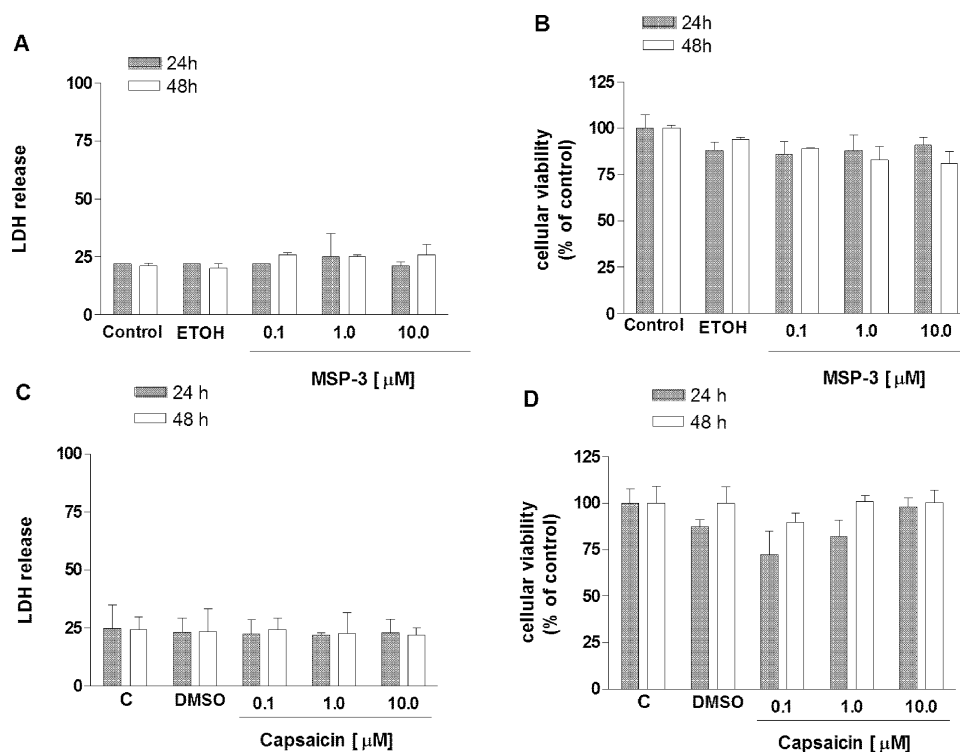 A
24h
48h
100
75
50
25
0
LDH release
Control ETOH 0.1 1.0 10.0
MSP-3 [ μM]
B
24h
48h
125
100
75
50
25
0
cellular viability
(% of control)
Control ETOH 0.1 1.0 10.0
MSP-3 [ μM]
C
24 h
48 h
100
75
50
25
0
LDH release
C DMSO 0.1 1.0 10.0
Capsaicin [ μM]
D
24 h
48 h
125
100
75
50
25
0
cellular viability
(% of control)
C DMSO 0.1 1.0 10.0
Capsaicin [ μM]